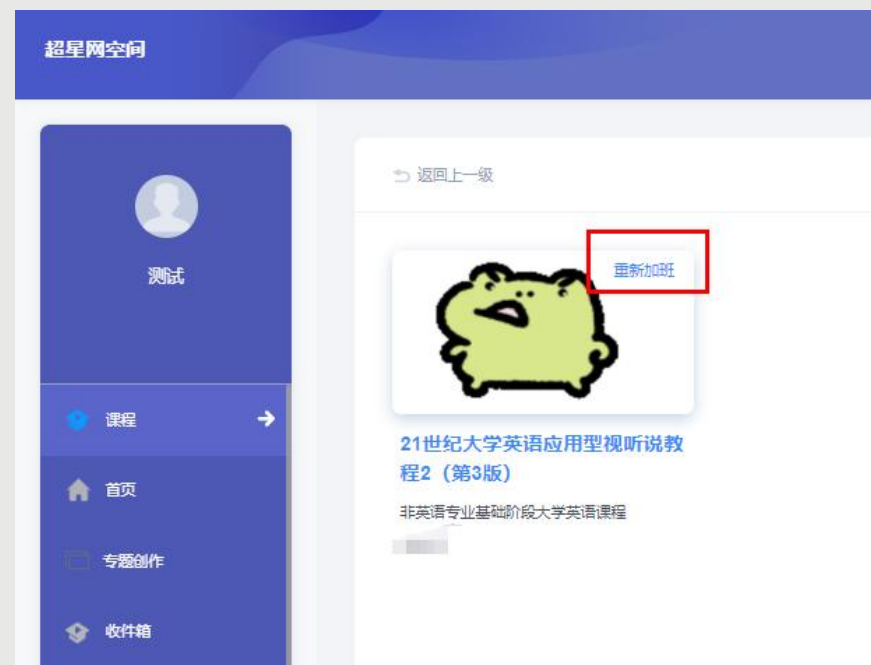 超星网空间
返回上一级
测试
重新加班
课程
21世纪大学英语应用型视听说教
程2（第3版）
首页
非英语专业基础阶段大学英语课程
专题创作
收件箱